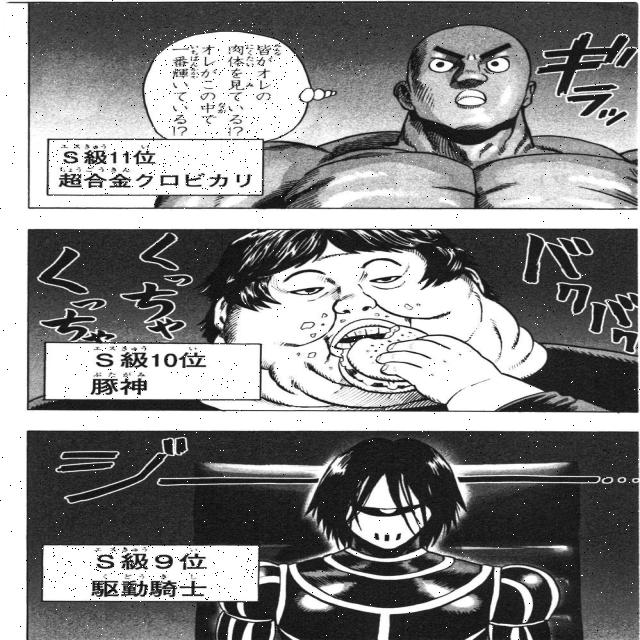 皆がオレの
肉体を見ている!?
オレがこの中で
一番輝いている!?
ギラッ
S級11位
超合金クロビカリ
バクバク
くっちゃ
くっちゃ
S級10位
豚神
ジー
S級9位
駆動騎士